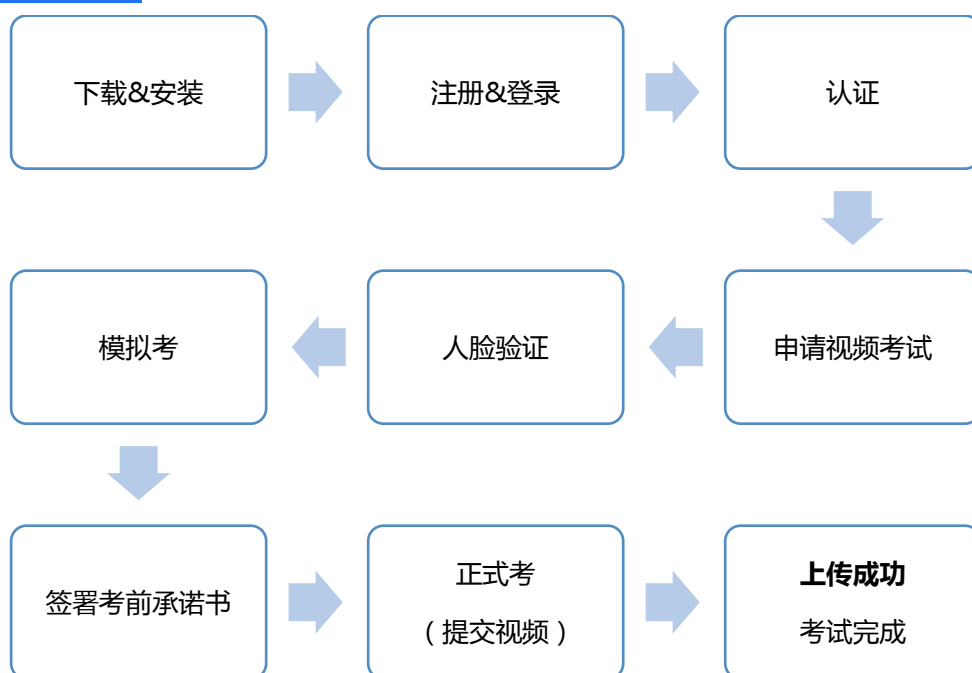 下载&安装
注册&登录
认证
申请视频考试
人脸验证
模拟考
签署考前承诺书
正式考
（提交视频）
上传成功
考试完成